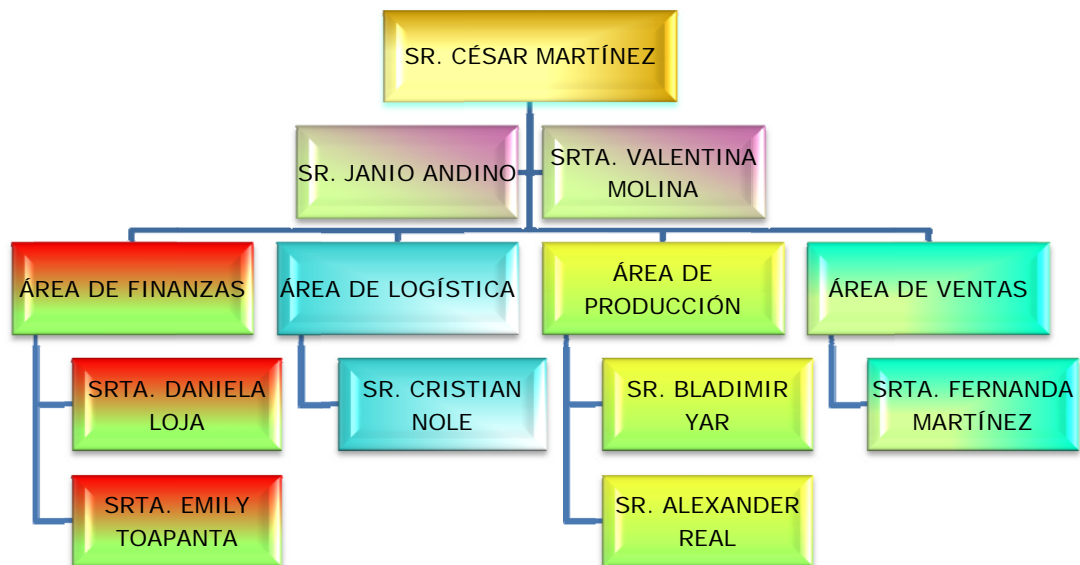 SR. CÉSAR MARTÍNEZ
SR. JANIO ANDINO
SRTA. VALENTINA
MOLINA
ÁREA DE FINANZAS
ÁREA DE LOGÍSTICA
ÁREA DE
PRODUCCIÓN
ÁREA DE VENTAS
SRTA. DANIELA
LOJA
SR. CRISTIAN
NOLE
SR. BLADIMIR
YAR
SRTA. FERNANDA
MARTÍNEZ
SRTA. EMILY
TOAPANTA
SR. ALEXANDER
REAL